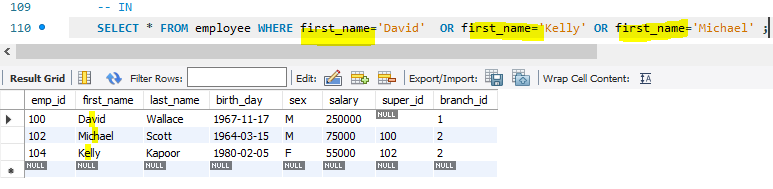 109 -- IN
110 SELECT * FROM employee WHERE first_name='David' OR first_name='Kelly' OR first_name='Michael' ;
Result Grid Filter Rows: Edit: Export/Import: Wrap Cell Content: IA
emp_id first_name last_name birth_day sex salary super_id branch_id
100 David Wallace 1967-11-17 M 250000 NULL 1
102 Michael Scott 1964-03-15 M 75000 100 2
104 Kelly Kapoor 1980-02-05 F 55000 102 2
NULL NULL NULL NULL NULL NULL NULL NULL